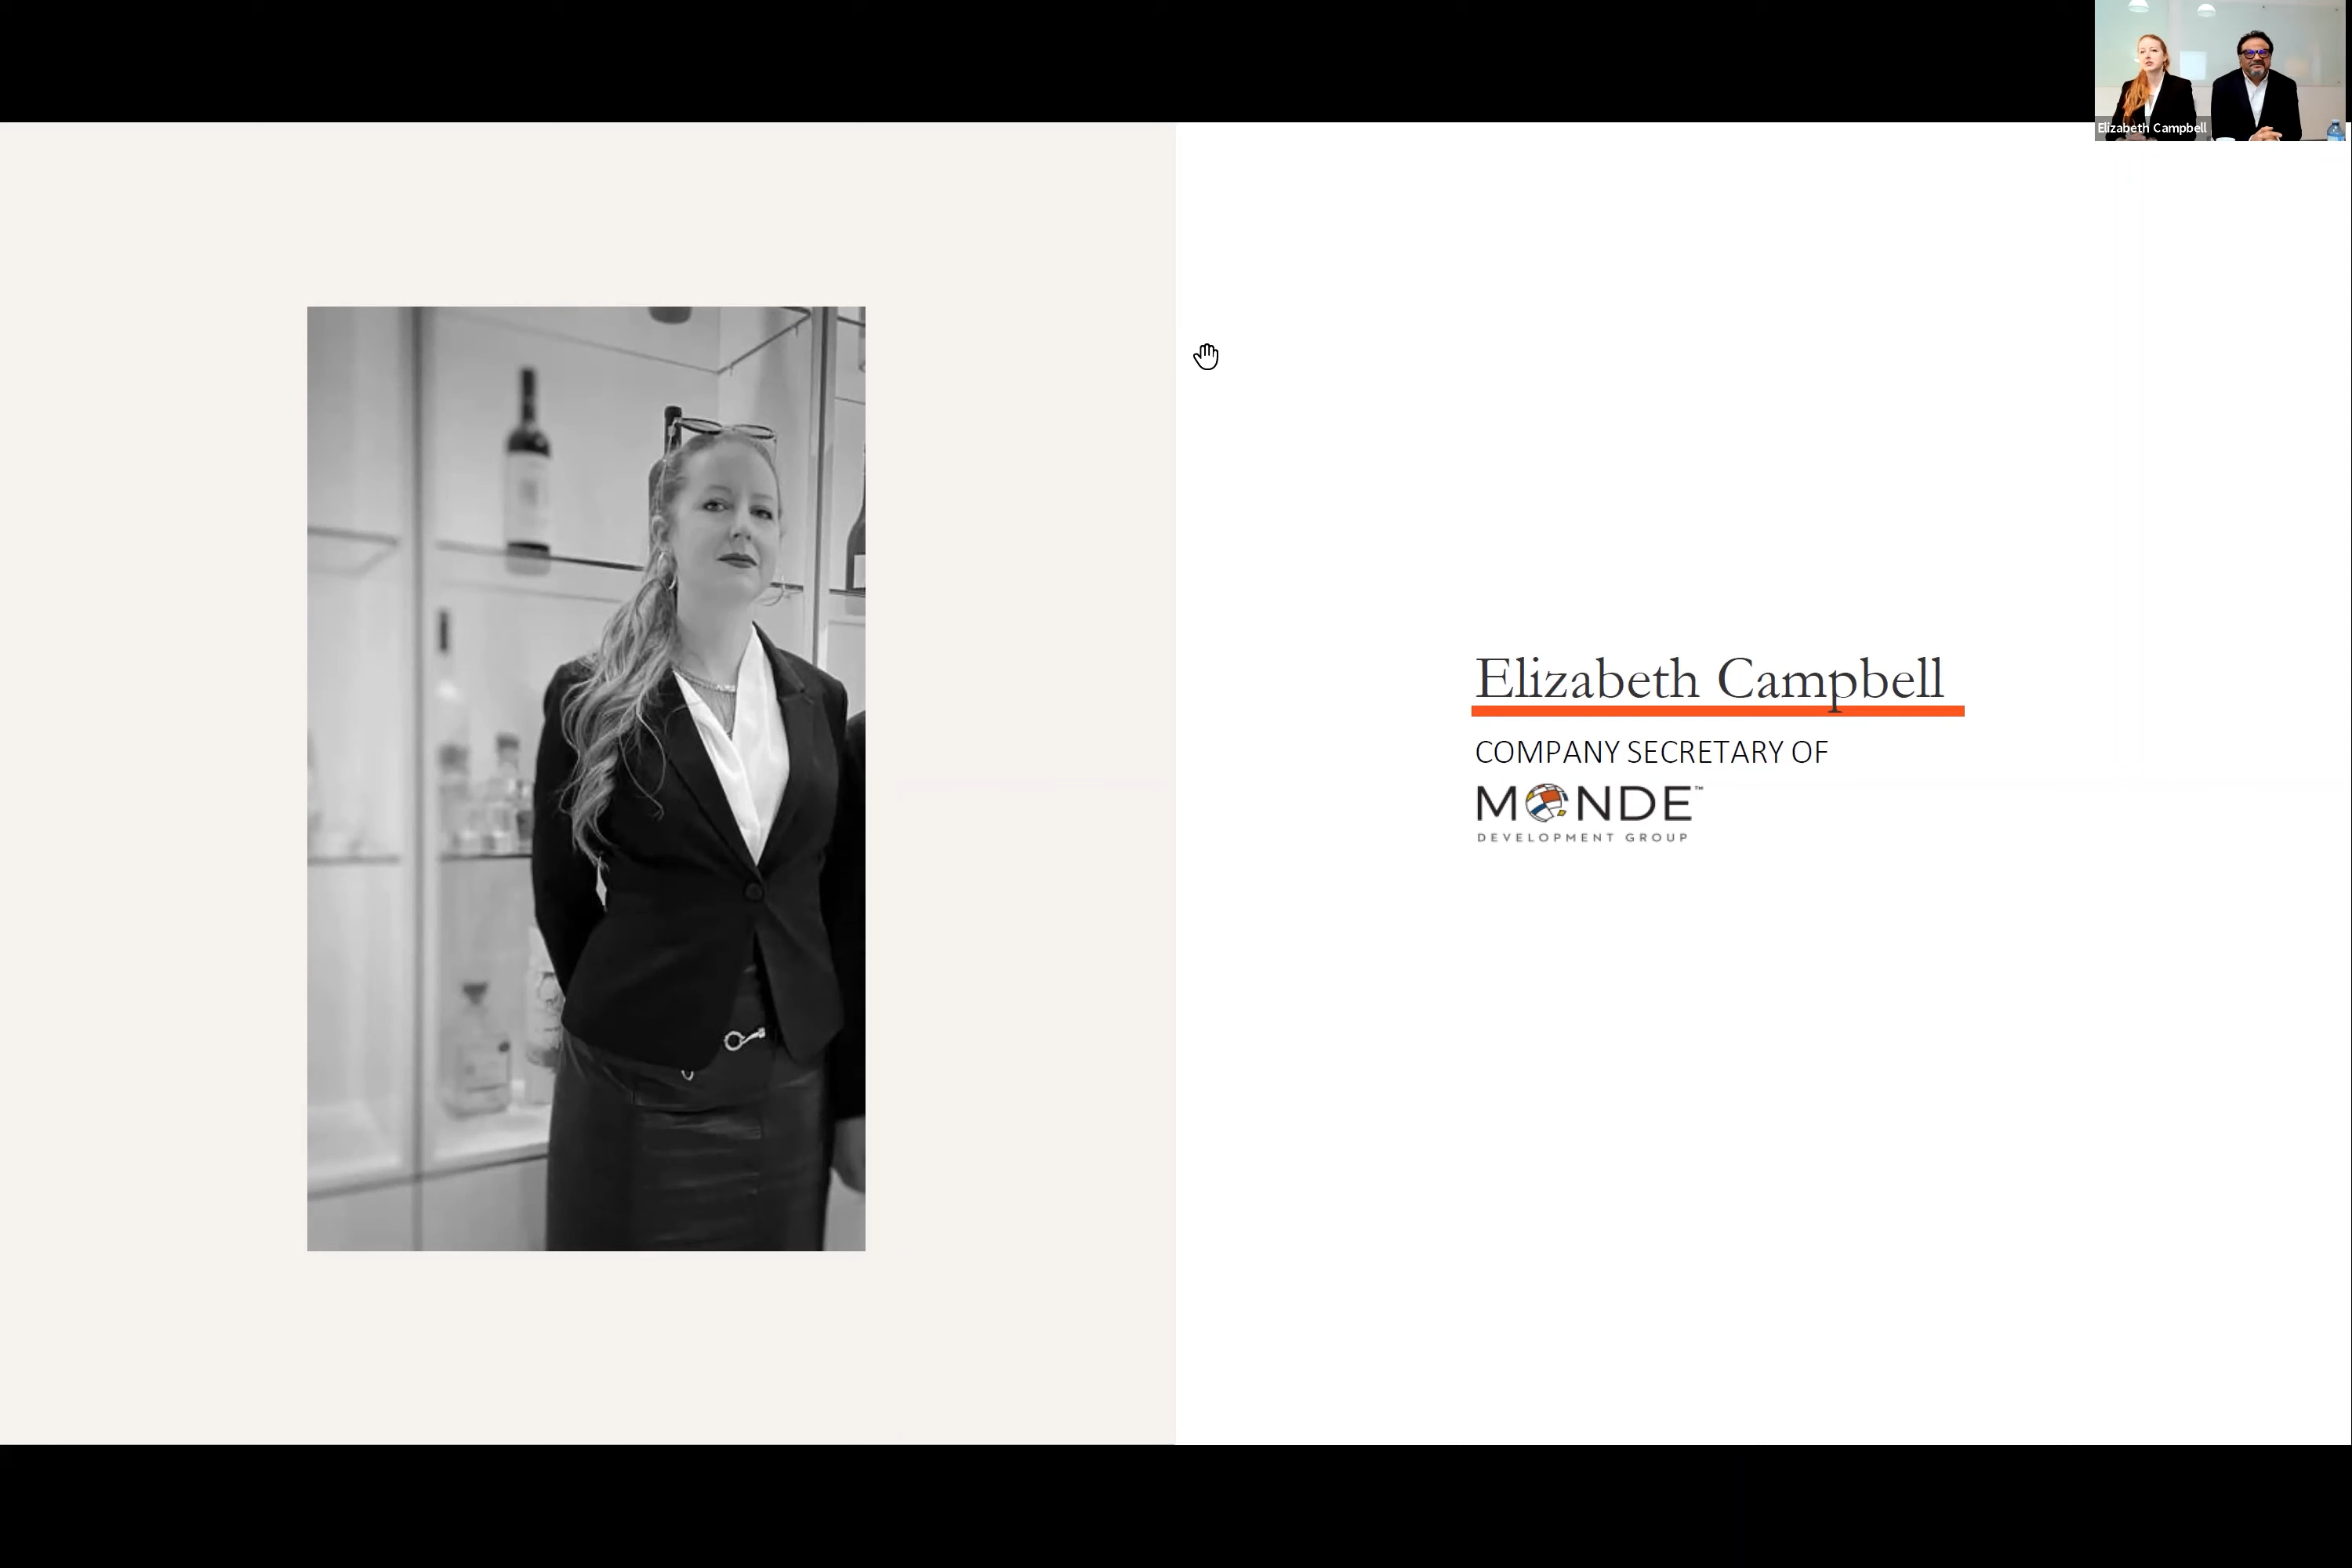 Elizabeth Campbell
Elizabeth Campbell
COMPANY SECRETARY OF
MONDE™
DEVELOPMENT GROUP